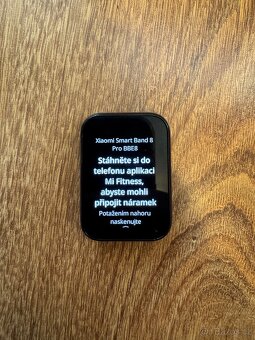 Xiaomi Smart Band 8
Pro BBE8
Stáhněte si do
telefonu aplikaci
Mi Fitness,
abyste mohli
připojit náramek
Potažením nahoru
naskenujte